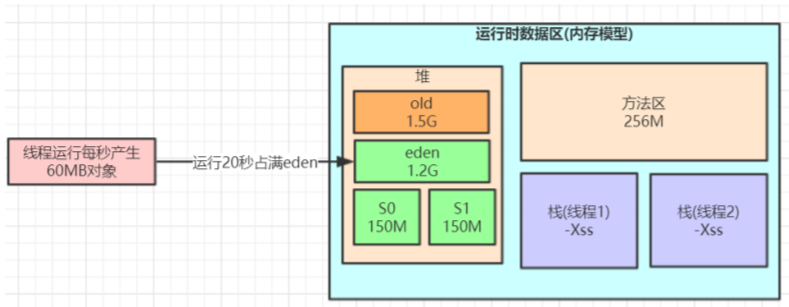 运行时数据区(内存模型)
堆
old
1.5G
方法区
256M
线程运行每秒产生
60MB对象
运行20秒占满eden
eden
1.2G
S0
150M
S1
150M
栈(线程1)
-Xss
栈(线程2)
-Xss